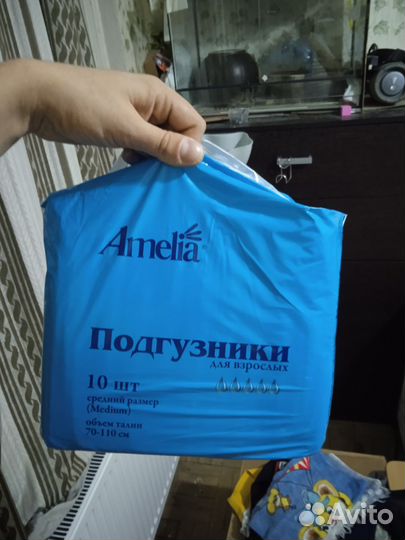 Amelia
Подгузники
для взрослых
10 шт
средний размер
(Medium)
объем талии
70-110 см
Avito